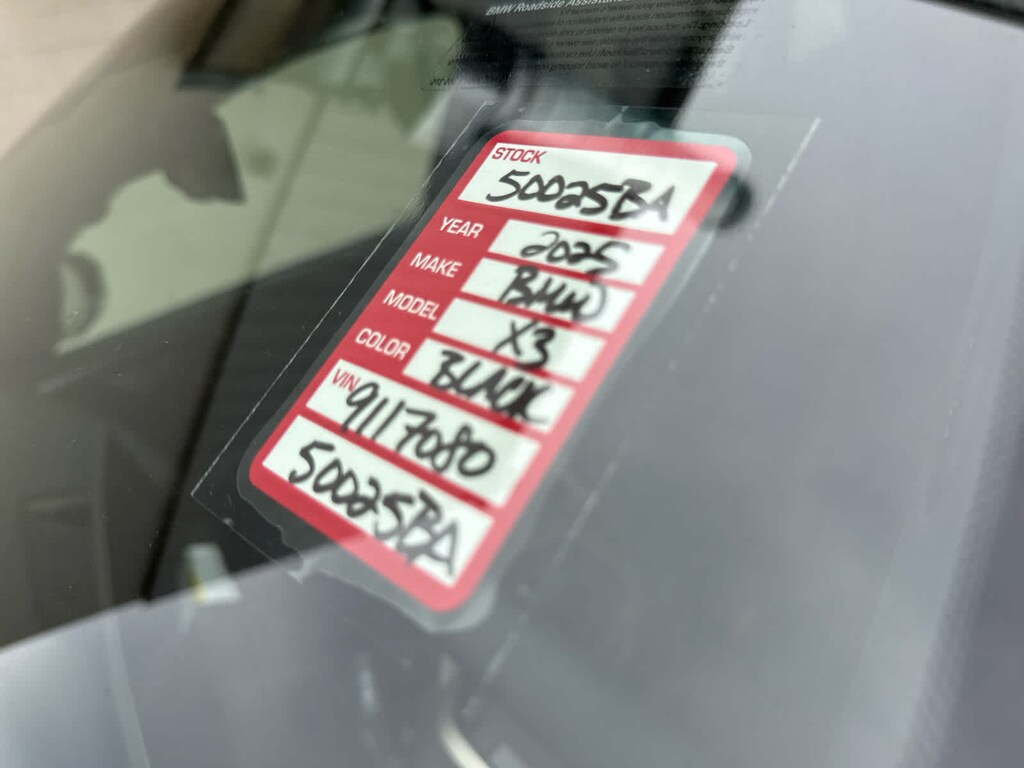 BMW Roadside Assistance
STOCK
50025BA
YEAR 2025
MAKE BMW
MODEL X3
COLOR BLACK
VIN 9117080
50025BA